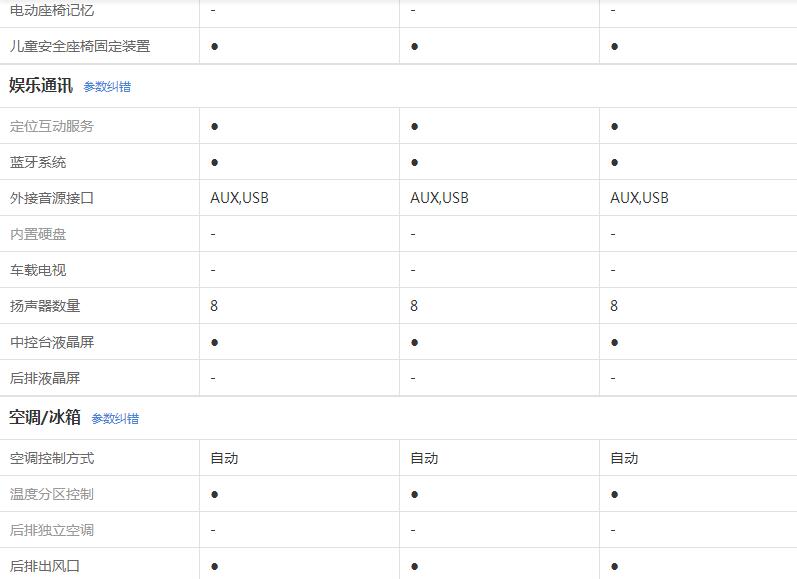 电动座椅记忆 - - -
儿童安全座椅固定装置 ● ● ●
娱乐通讯 参数纠错
定位互动服务 ● ● ●
蓝牙系统 ● ● ●
外接音源接口 AUX,USB AUX,USB AUX,USB
内置硬盘 - - -
车载电视 - - -
扬声器数量 8 8 8
中控台液晶屏 ● ● ●
后排液晶屏 - - -
空调/冰箱 参数纠错
空调控制方式 自动 自动 自动
温度分区控制 ● ● ●
后排独立空调 - - -
后排出风口 ● ● ●